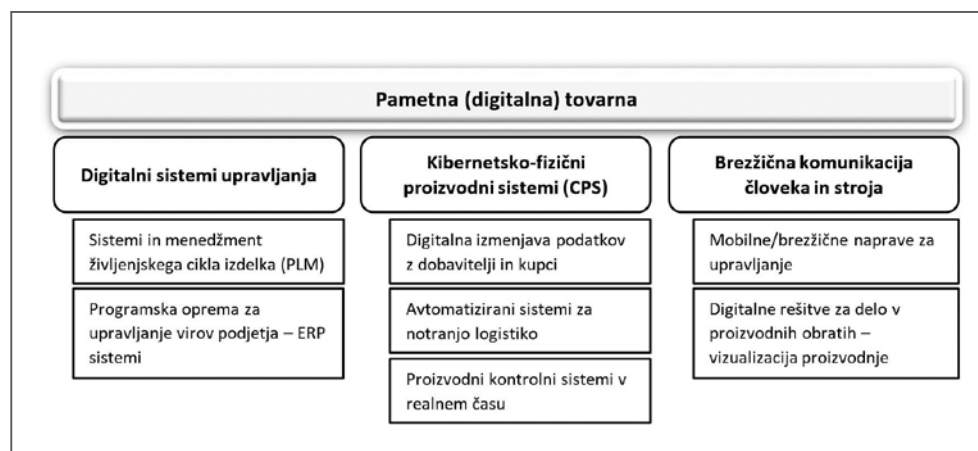 Pametna (digitalna) tovarna
Digitalni sistemi upravljanja
Sistemi in menedžment
življenjskega cikla izdelka (PLM)
Programska oprema za
upravljanje virov podjetja – ERP
sistemi
Kibernetsko-fizični
proizvodni sistemi (CPS)
Digitalna izmenjava podatkov
z dobavitelji in kupci
Avtomatizirani sistemi za
notranjo logistiko
Proizvodni kontrolni sistemi v
realnem času
Brezžična komunikacija
človeka in stroja
Mobilne/brezžične naprave za
upravljanje
Digitalne rešitve za delo v
proizvodnih obratih –
vizualizacija proizvodnje